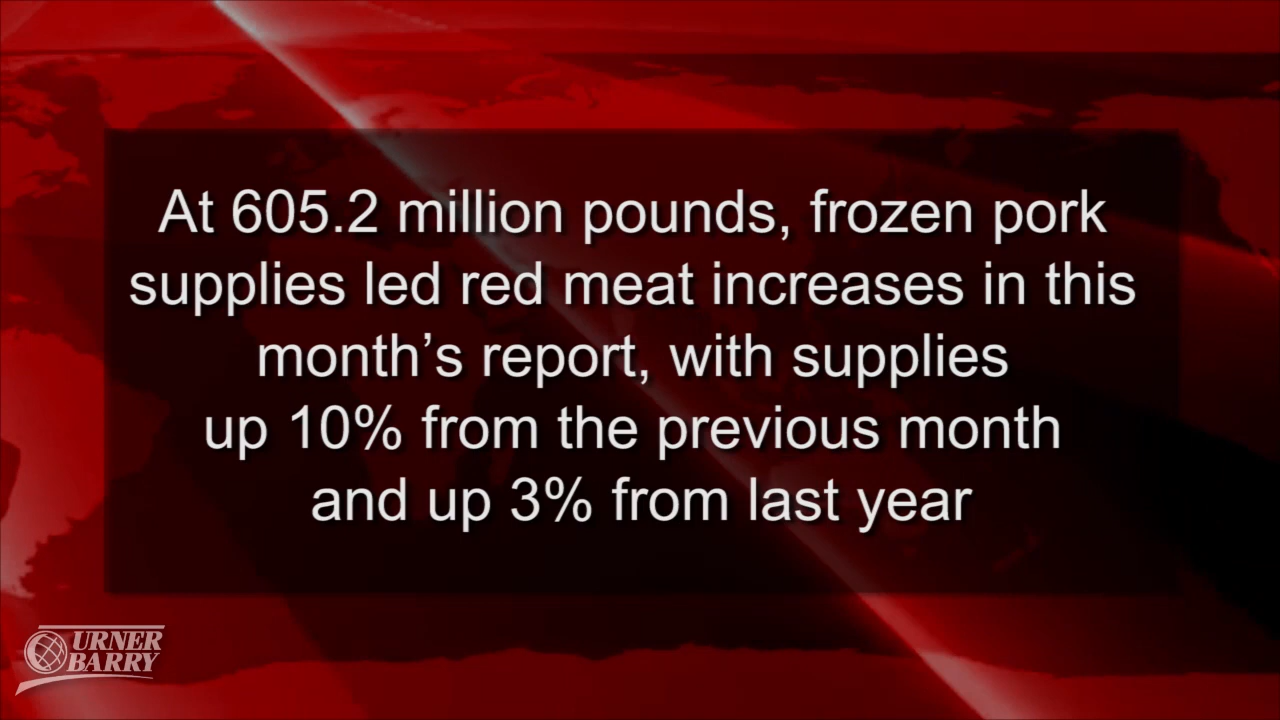 At 605.2 million pounds, frozen pork
supplies led red meat increases in this
month’s report, with supplies
up 10% from the previous month
and up 3% from last year
URNER
BARRY